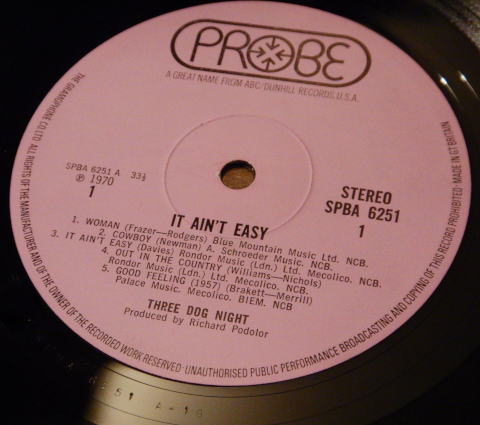 PROBE
A GREAT NAME FROM ABC/DUNHILL RECORDS, U.S.A.
SPBA 6251 A 33⅓
℗ 1970
1
STEREO
SPBA 6251
1
IT AIN'T EASY
1. WOMAN (Frazer—Rodgers) Blue Mountain Music Ltd. NCB.
2. COWBOY (Newman) A. Schroeder Music. NCB.
3. IT AIN'T EASY (Davies) Rondor Music (Ldn.) Ltd. Mecolico. NCB.
4. OUT IN THE COUNTRY (Williams—Nichols)
Rondor Music (Ldn.) Ltd. Mecolico. NCB.
5. GOOD FEELING (1957) (Brakett—Merrill)
Palace Music. Mecolico. BIEM. NCB
THREE DOG NIGHT
Produced by Richard Podolor
THE GRAMOPHONE CO. LTD. ALL RIGHTS OF THE MANUFACTURER AND OF THE OWNER OF THE RECORDED WORK RESERVED · UNAUTHORISED PUBLIC PERFORMANCE BROADCASTING AND COPYING OF THIS RECORD PROHIBITED · MADE IN GT BRITAIN